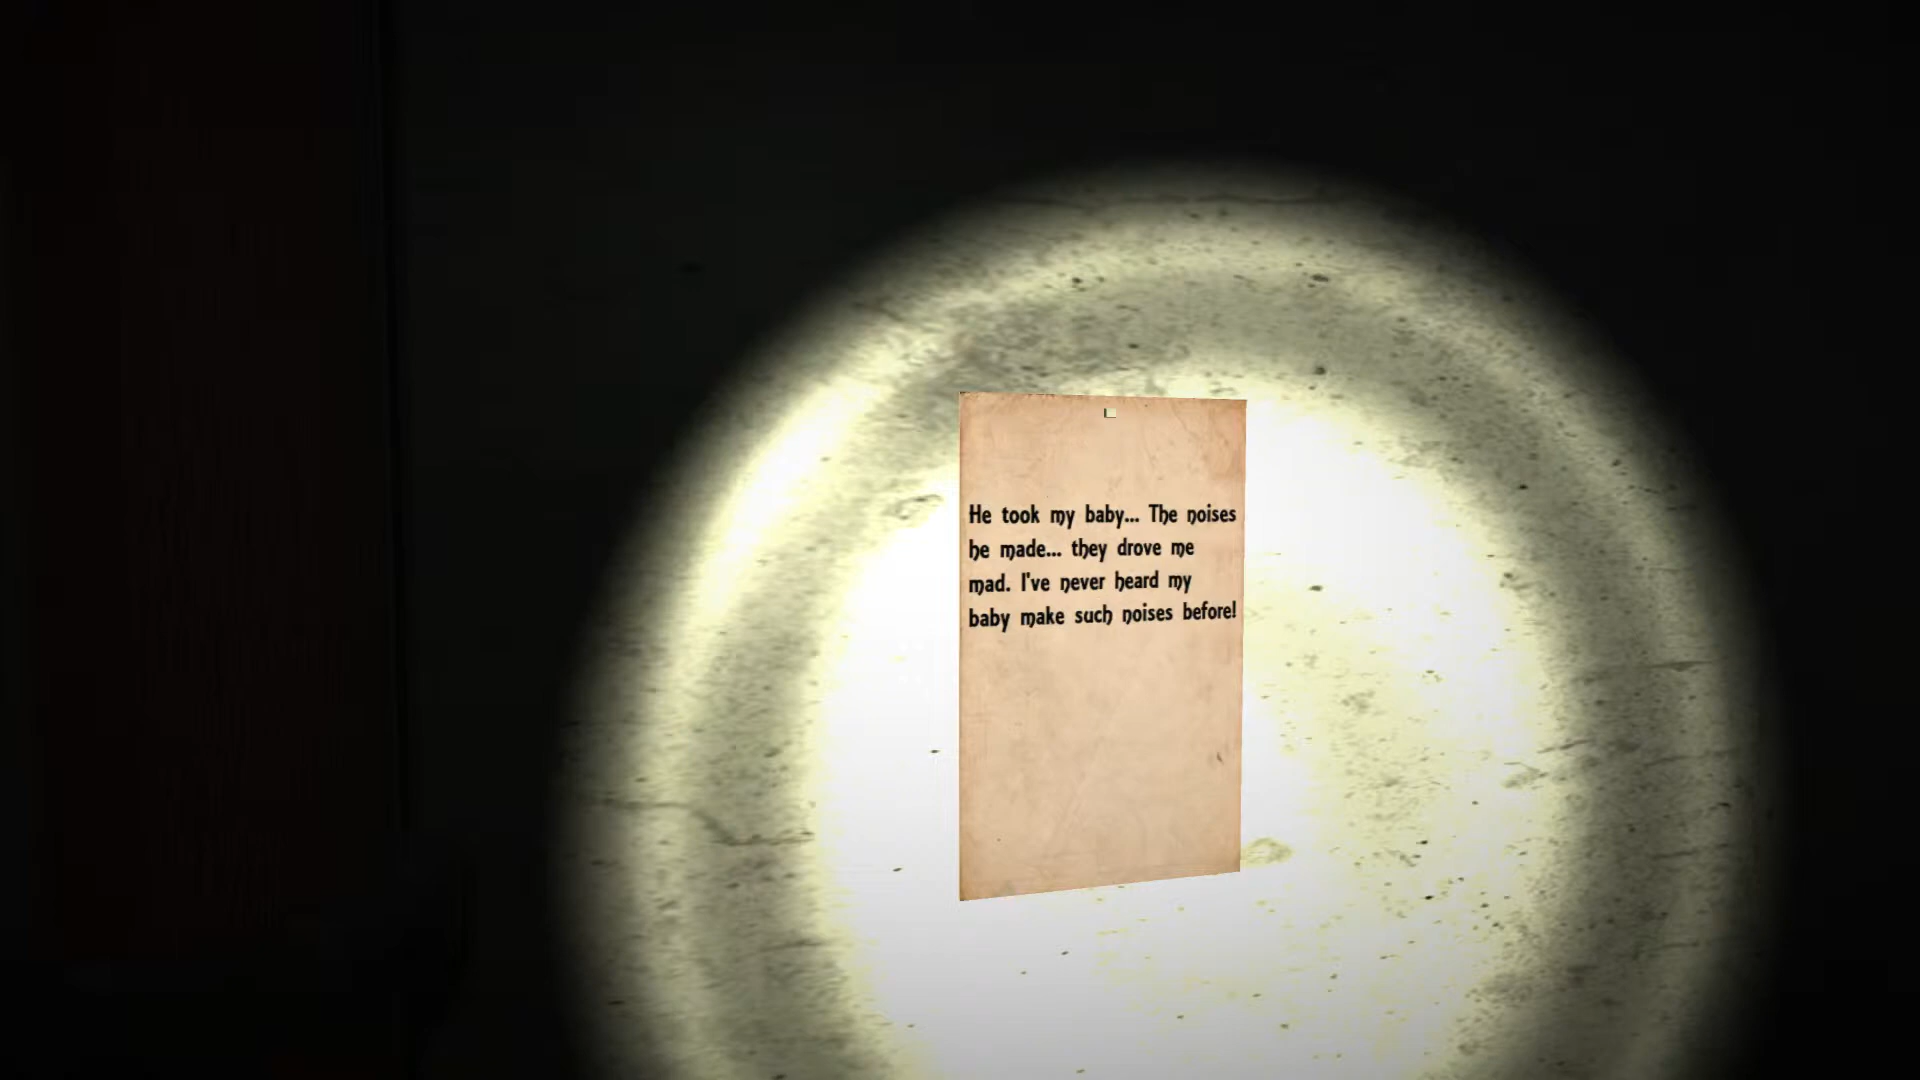 He took my baby... The noises
he made... they drove me
mad. I've never heard my
baby make such noises before!